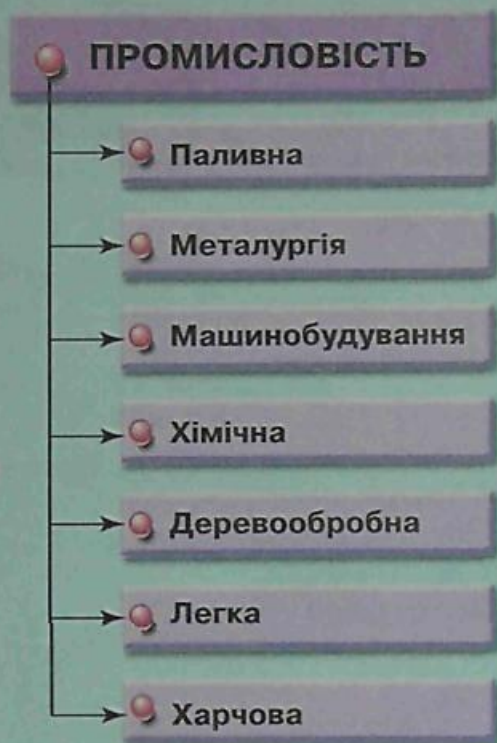 ПРОМИСЛОВІСТЬ
Паливна
Металургія
Машинобудування
Хімічна
Деревообробна
Легка
Харчова